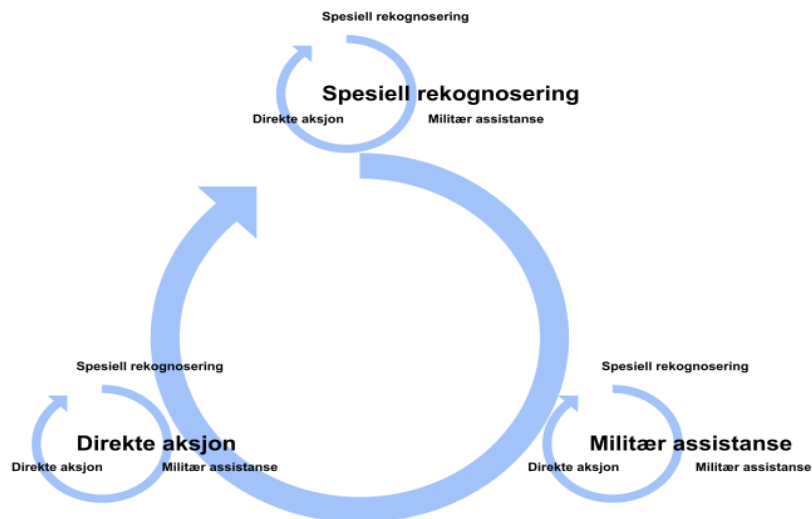 Spesiell rekognosering
Spesiell rekognosering
Direkte aksjon
Militær assistanse
Spesiell rekognosering
Direkte aksjon
Direkte aksjon
Militær assistanse
Spesiell rekognosering
Militær assistanse
Direkte aksjon
Militær assistanse